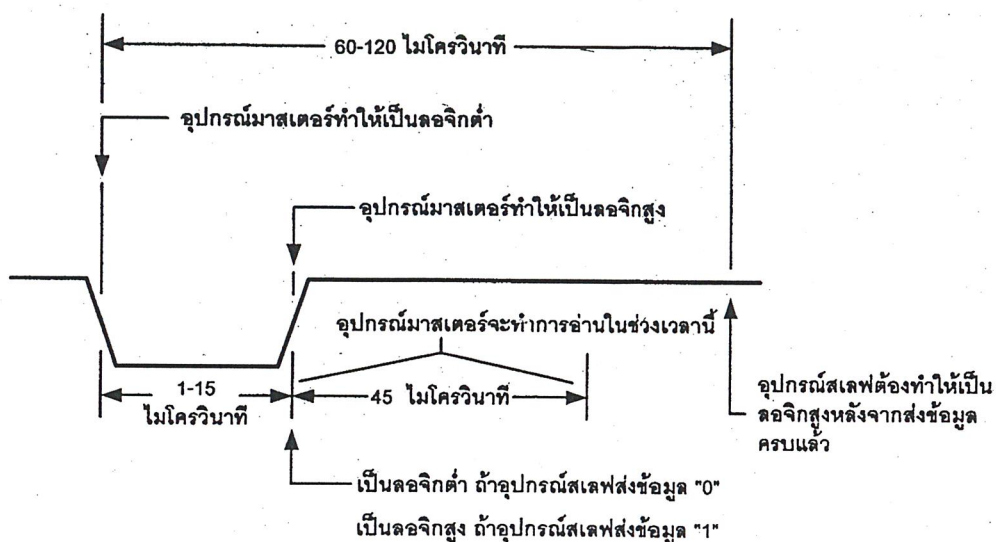 60-120 ไมโครวินาที
อุปกรณ์มาสเตอร์ทำให้เป็นลอจิกต่ำ
อุปกรณ์มาสเตอร์ทำให้เป็นลอจิกสูง
อุปกรณ์มาสเตอร์จะทำการอ่านในช่วงเวลานี้
1-15
ไมโครวินาที
45 ไมโครวินาที
อุปกรณ์สเลฟต้องทำให้เป็น
ลอจิกสูงหลังจากส่งข้อมูล
ครบแล้ว
เป็นลอจิกต่ำ ถ้าอุปกรณ์สเลฟส่งข้อมูล "0"
เป็นลอจิกสูง ถ้าอุปกรณ์สเลฟส่งข้อมูล "1"